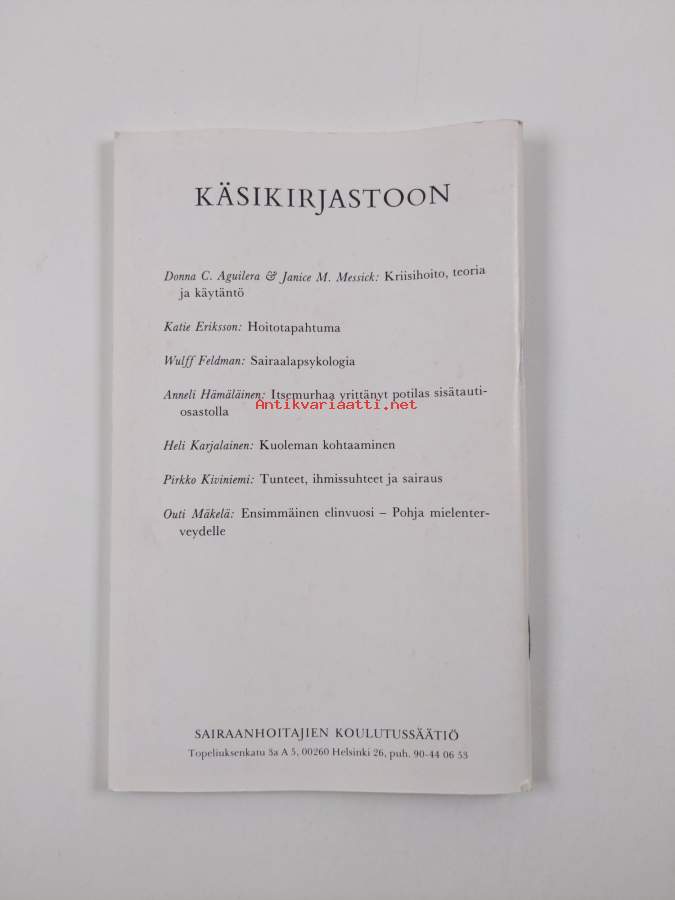 KÄSIKIRJASTOON
Donna C. Aguilera & Janice M. Messick: Kriisihoito, teoria
ja käytäntö
Katie Eriksson: Hoitotapahtuma
Wulff Feldman: Sairaalapsykologia
Anneli Hämäläinen: Itsemurhaa yrittänyt potilas sisätauti-
Antikvariaatti.net
osastolla
Heli Karjalainen: Kuoleman kohtaaminen
Pirkko Kiviniemi: Tunteet, ihmissuhteet ja sairaus
Outi Mäkelä: Ensimmäinen elinvuosi – Pohja mielenter-
veydelle
SAIRAANHOITAJIEN KOULUTUSSÄÄTIÖ
Topeliuksenkatu 3a A 5, 00260 Helsinki 26, puh. 90-44 06 53